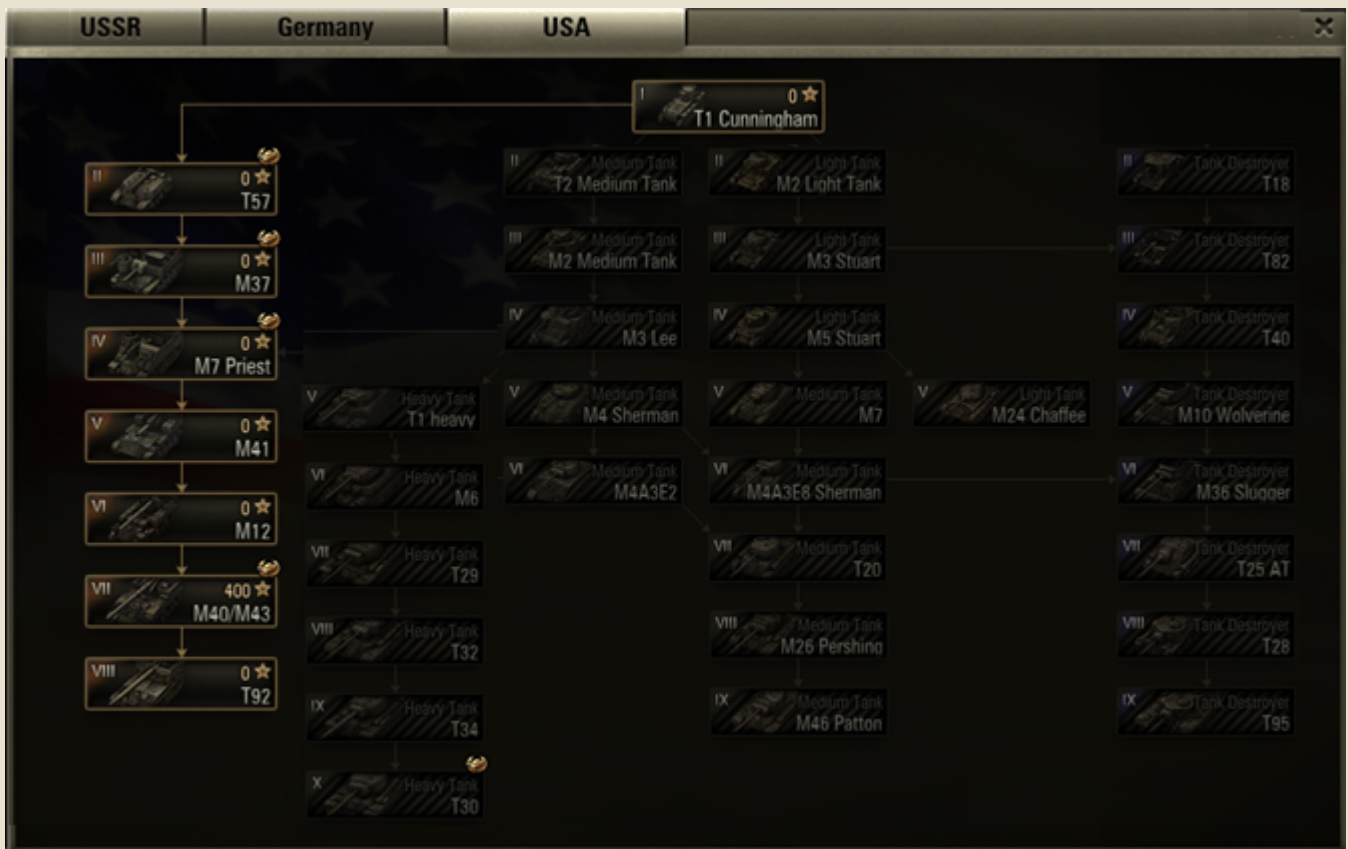 USSR Germany USA
I 0
T1 Cunningham
II 0
T57
II Medium Tank
T2 Medium Tank
II Light Tank
M2 Light Tank
II Tank Destroyer
T18
III 0
M37
III Medium Tank
M2 Medium Tank
III Light Tank
M3 Stuart
III Tank Destroyer
T82
IV 0
M7 Priest
IV Medium Tank
M3 Lee
IV Light Tank
M5 Stuart
IV Tank Destroyer
T40
V 0
M41
V Heavy Tank
T1 heavy
V Medium Tank
M4 Sherman
V Medium Tank
M7
V Light Tank
M24 Chaffee
V Tank Destroyer
M10 Wolverine
VI 0
M12
VI Heavy Tank
M6
VI Medium Tank
M4A3E2
VI Medium Tank
M4A3E8 Sherman
VI Tank Destroyer
M36 Slugger
VII 400
M40/M43
VII Heavy Tank
T29
VII Medium Tank
T20
VII Tank Destroyer
T25 AT
VIII 0
T92
VIII Heavy Tank
T32
VIII Medium Tank
M26 Pershing
VIII Tank Destroyer
T28
IX Heavy Tank
T34
IX Medium Tank
M46 Patton
IX Tank Destroyer
T95
X Heavy Tank
T30